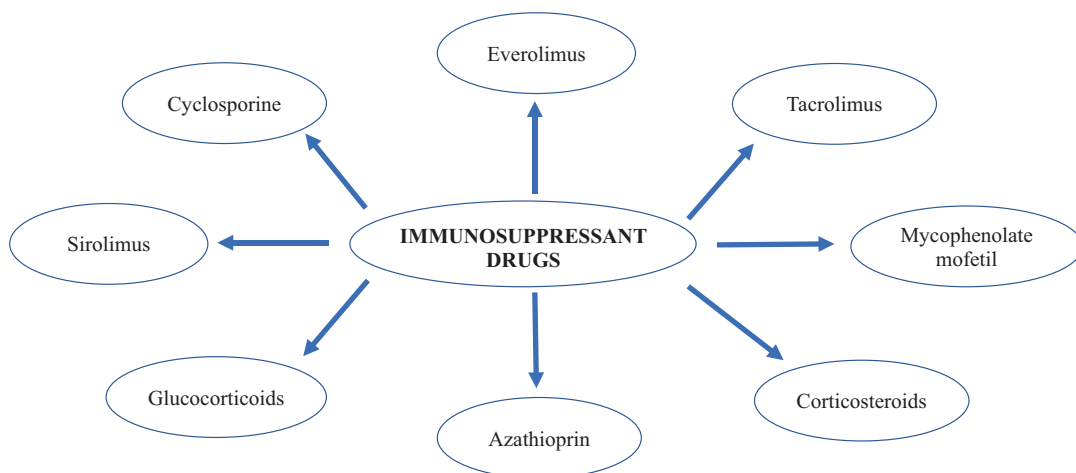 Everolimus
Cyclosporine
Tacrolimus
Sirolimus
IMMUNOSUPPRESSANT
DRUGS
Mycophenolate
mofetil
Glucocorticoids
Corticosteroids
Azathioprin